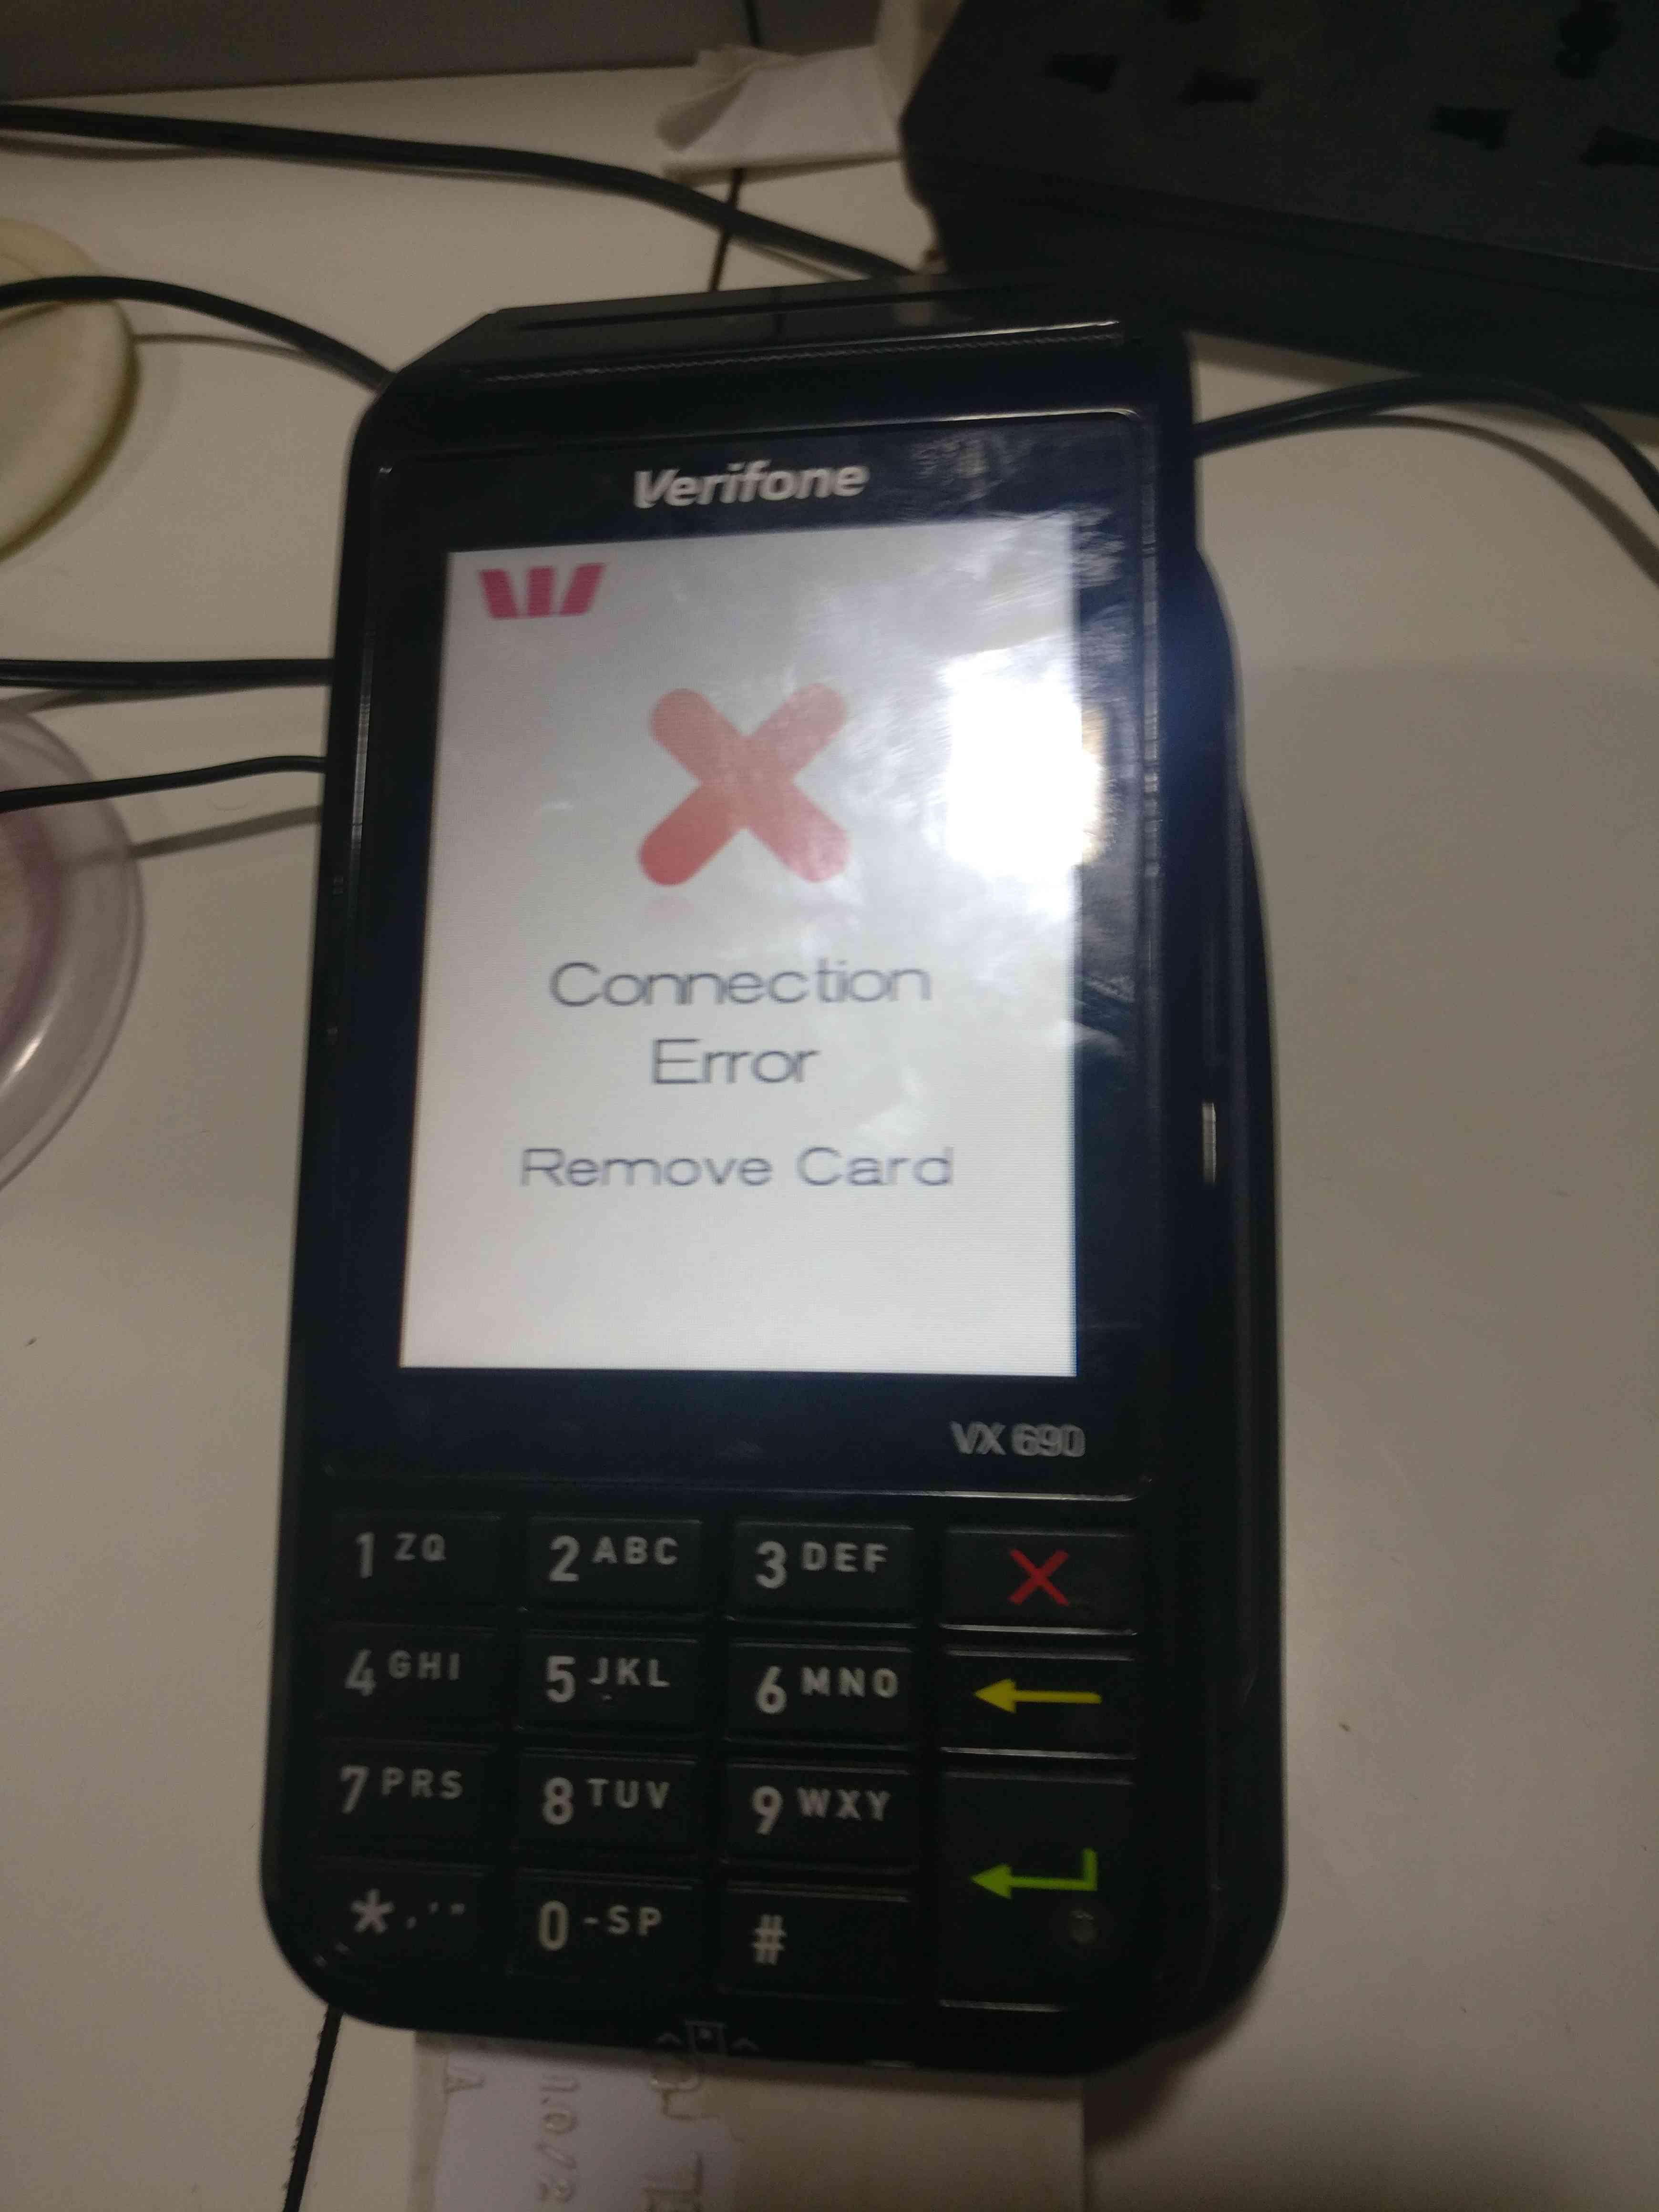 Verifone
Connection
Error
Remove Card
VX 690
1 ZQ 2 ABC 3 DEF
4 GHI 5 JKL 6 MNO
7 PRS 8 TUV 9 WXY
* , ' " 0 - SP #